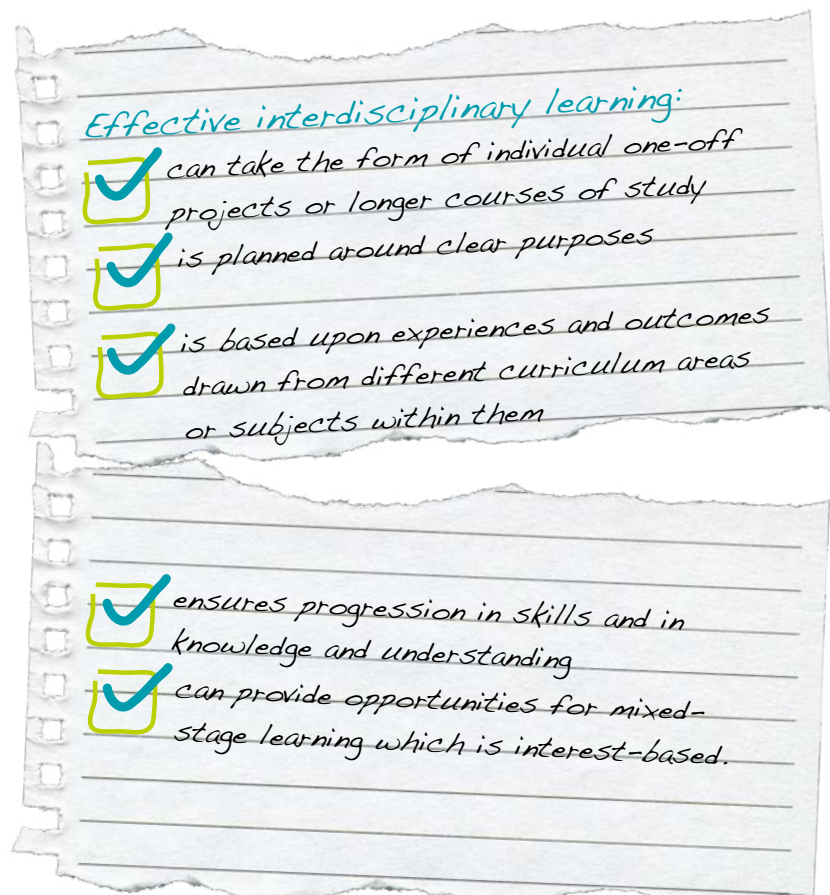 Effective interdisciplinary learning:
can take the form of individual one-off
projects or longer courses of study
is planned around clear purposes
is based upon experiences and outcomes
drawn from different curriculum areas
or subjects within them
ensures progression in skills and in
knowledge and understanding
can provide opportunities for mixed-
stage learning which is interest-based.